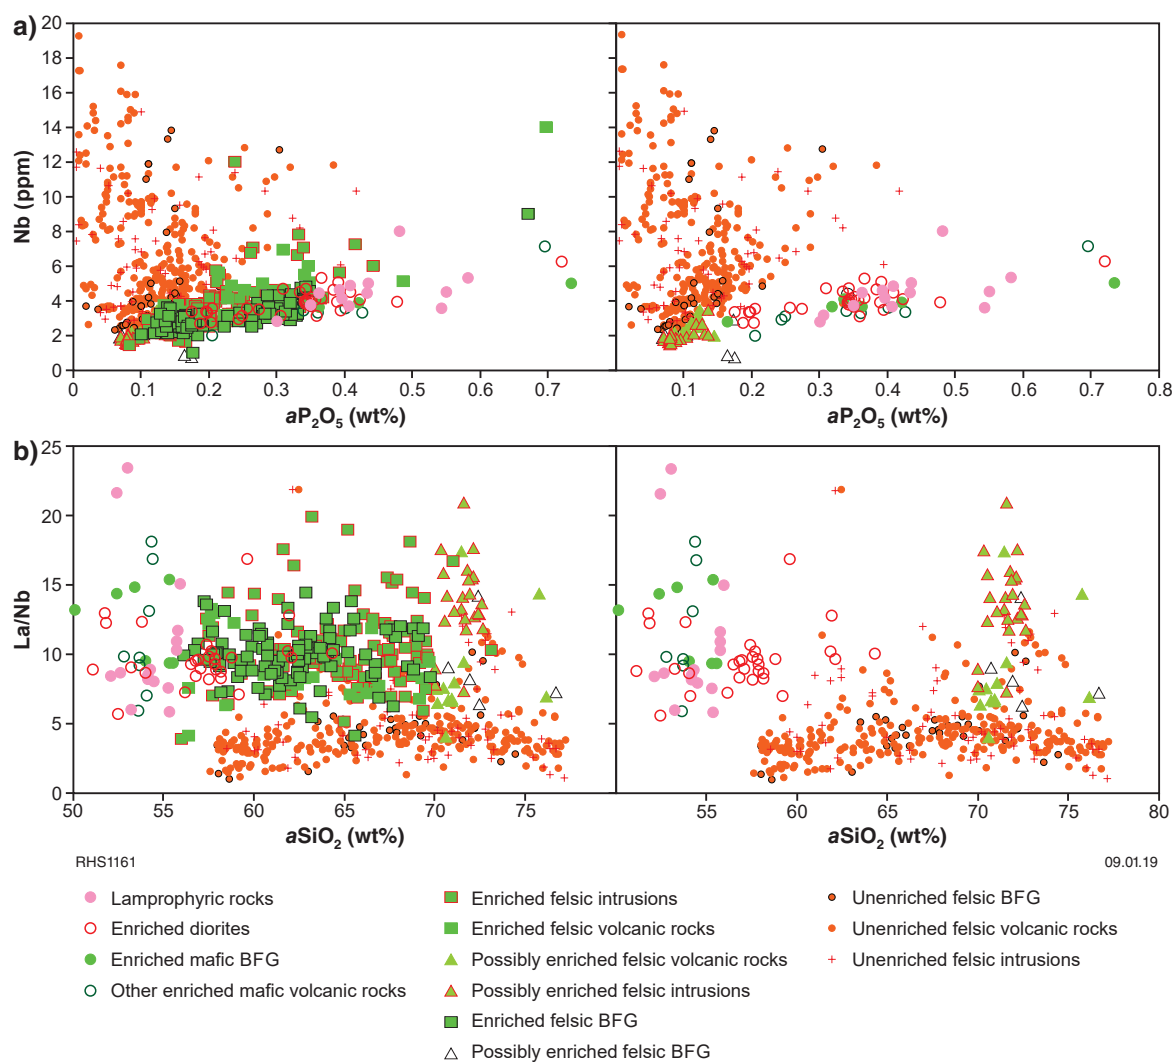 a)
20
18
16
14
12
10
8
6
4
2
0
Nb (ppm)
0 0.1 0.2 0.3 0.4 0.5 0.6 0.7
0.1 0.2 0.3 0.4 0.5 0.6 0.7 0.8
aP₂O₅ (wt%) aP₂O₅ (wt%)
b)
25
20
15
10
5
0
La/Nb
50 55 60 65 70 75
55 60 65 70 75 80
aSiO₂ (wt%) aSiO₂ (wt%)
RHS1161 09.01.19
Lamprophyric rocks
Enriched diorites
Enriched mafic BFG
Other enriched mafic volcanic rocks
Enriched felsic intrusions
Enriched felsic volcanic rocks
Possibly enriched felsic volcanic rocks
Possibly enriched felsic intrusions
Enriched felsic BFG
Possibly enriched felsic BFG
Unenriched felsic BFG
Unenriched felsic volcanic rocks
Unenriched felsic intrusions